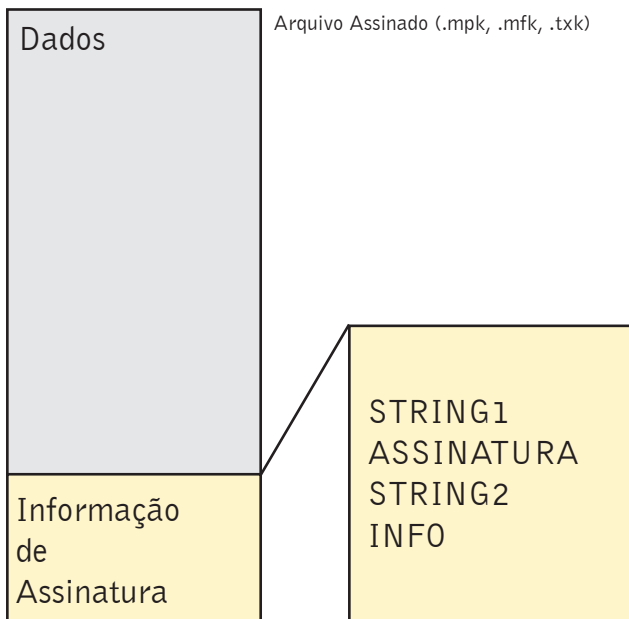 Dados
Arquivo Assinado (.mpk, .mfk, .txk)
STRING1
ASSINATURA
STRING2
INFO
Informação
de
Assinatura